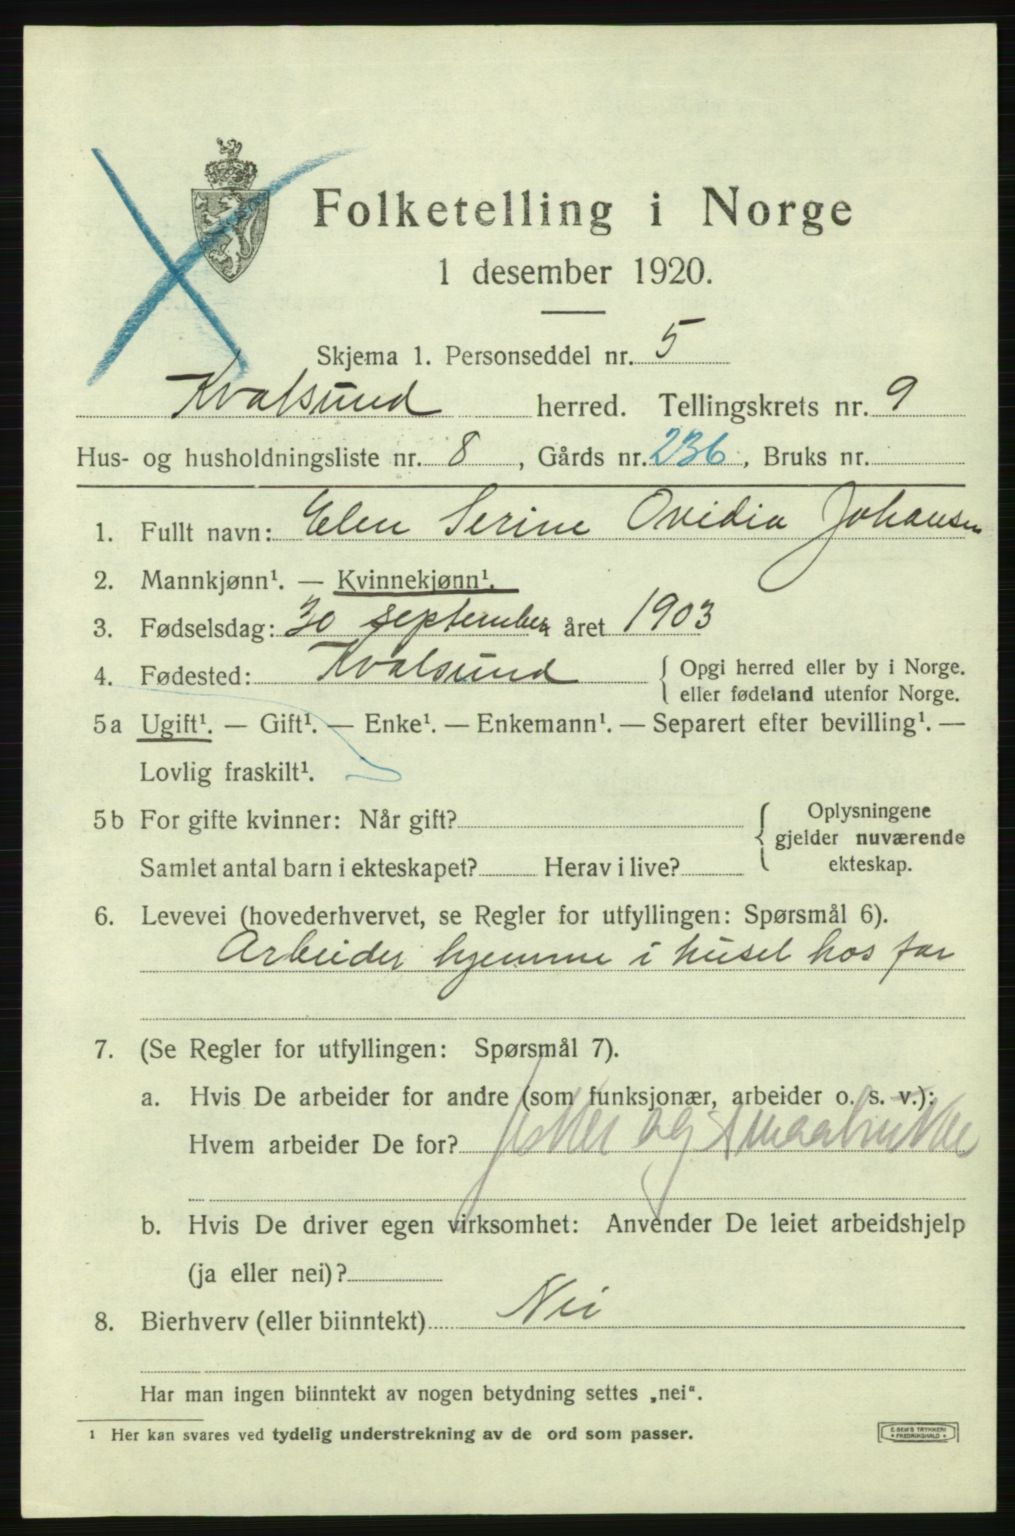 Folketelling i Norge
1 desember 1920.
Skjema 1. Personseddel nr. 5
Kvalsund herred. Tellingskrets nr. 9
Hus- og husholdningsliste nr. 8, Gårds nr. 236, Bruks nr.
1. Fullt navn: Elen Serine Ovidia Johansen
2. Mannkjønn¹. — Kvinnekjønn¹.
3. Fødselsdag: 30 september året 1903
4. Fødested: Kvalsund { Opgi herred eller by i Norge.
eller fødeland utenfor Norge.
5a Ugift¹. — Gift¹. — Enke¹. — Enkemann¹. — Separert efter bevilling¹. —
Lovlig fraskilt¹.
5b For gifte kvinner: Når gift? { Oplysningene
gjelder nuværende
ekteskap.
Samlet antal barn i ekteskapet? Herav i live?
6. Levevei (hovederhvervet, se Regler for utfyllingen: Spørsmål 6).
Arbeider hjemme i huset hos far
7. (Se Regler for utfyllingen: Spørsmål 7).
a. Hvis De arbeider for andre (som funksjonær, arbeider o. s. v.):
Hvem arbeider De for? fisker og smaabruker
b. Hvis De driver egen virksomhet: Anvender De leiet arbeidshjelp
(ja eller nei)?
8. Bierhverv (eller biinntekt) Nei
Har man ingen biinntekt av nogen betydning settes „nei“.
¹ Her kan svares ved tydelig understrekning av de ord som passer.
E. SEM'S TRYKKERI
FREDRIKSHALD